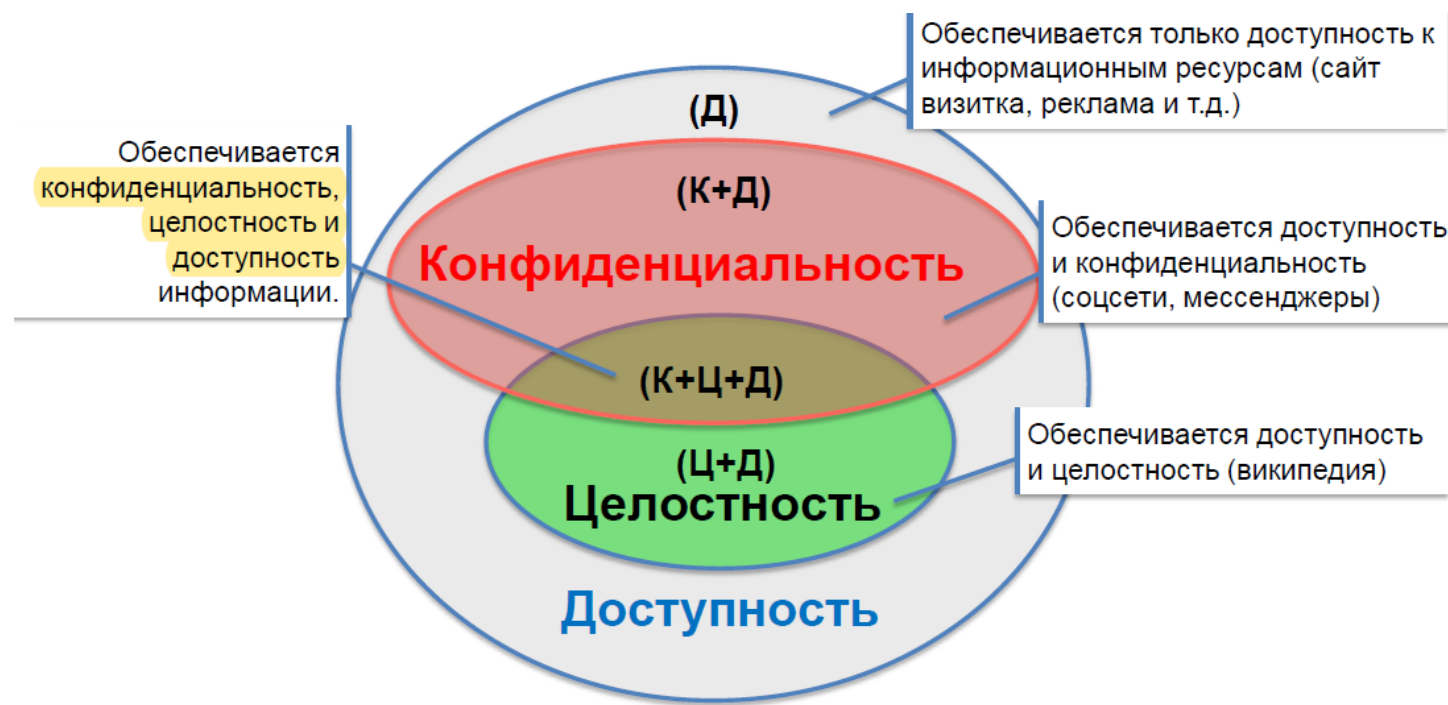 Обеспечивается только доступность к
информационным ресурсам (сайт
визитка, реклама и т.д.)
(Д)
Обеспечивается
конфиденциальность,
целостность и
доступность
информации.
(К+Д)
Конфиденциальность
Обеспечивается доступность
и конфиденциальность
(соцсети, мессенджеры)
(К+Ц+Д)
(Ц+Д)
Целостность
Обеспечивается доступность
и целостность (википедия)
Доступность